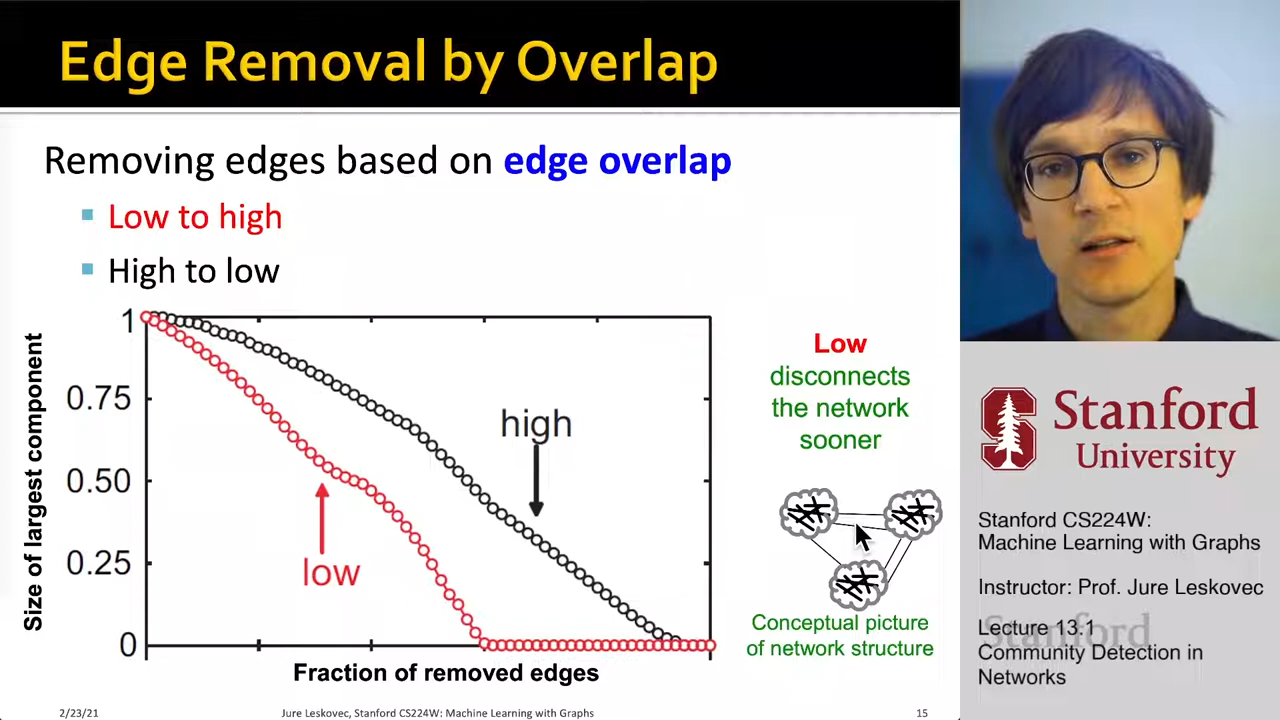 Edge Removal by Overlap
Removing edges based on edge overlap
Low to high
High to low
Size of largest component
1
0.75
0.50
0.25
0
high
low
Fraction of removed edges
Low
disconnects
the network
sooner
Conceptual picture
of network structure
2/23/21
Jure Leskovec, Stanford CS224W: Machine Learning with Graphs
15
Stanford
University
Stanford CS224W:
Machine Learning with Graphs
Instructor: Prof. Jure Leskovec
Lecture 13.1
Community Detection in
Networks
Stanford